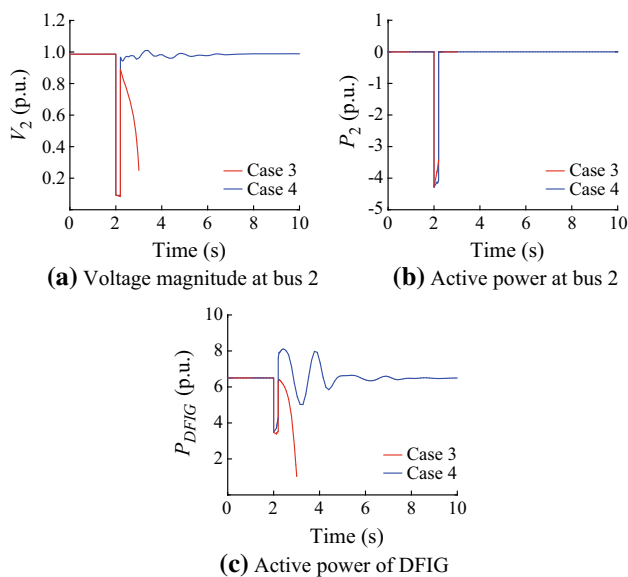 1.2
1.0
0.8
0.6
0.4
0.2
V2 (p.u.)
Case 3
Case 4
0 2 4 6 8 10
Time (s)
(a) Voltage magnitude at bus 2
1
0
-1
-2
-3
-4
-5
P2 (p.u.)
Case 3
Case 4
0 2 4 6 8 10
Time (s)
(b) Active power at bus 2
10
8
6
4
2
PDFIG (p.u.)
Case 3
Case 4
0 2 4 6 8 10
Time (s)
(c) Active power of DFIG